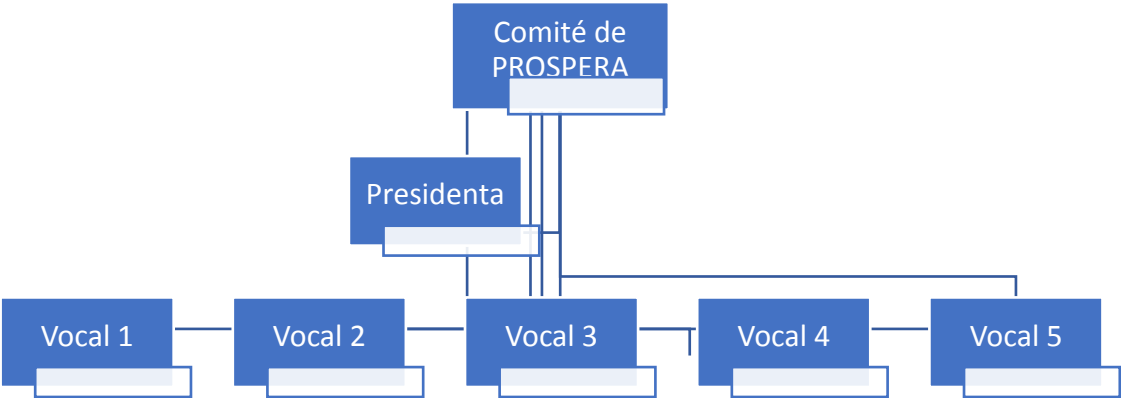 Comité de
PROSPERA
Presidenta
Vocal 1
Vocal 2
Vocal 3
Vocal 4
Vocal 5